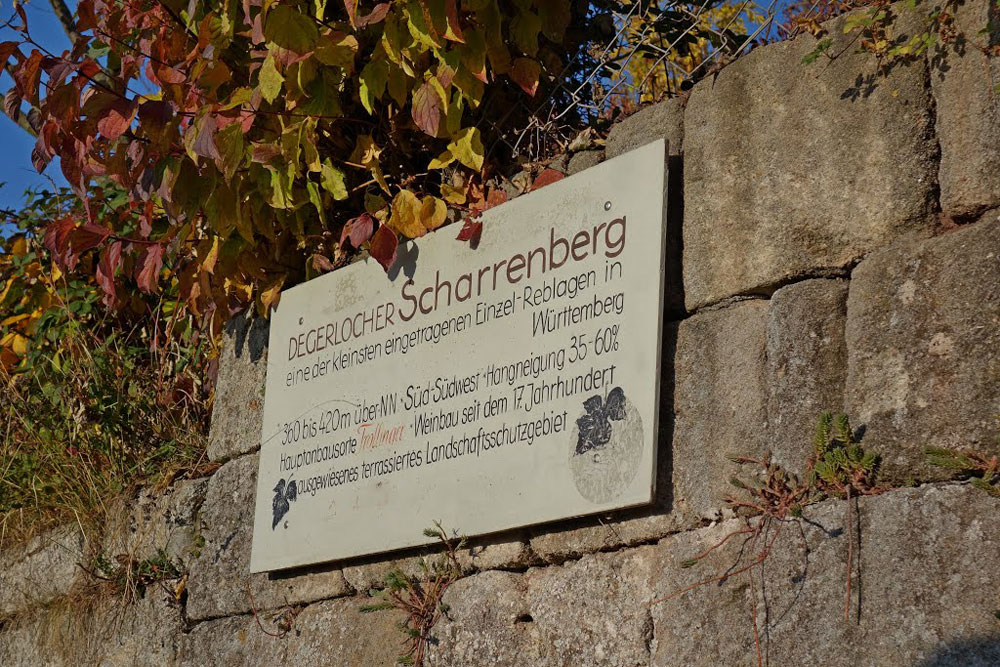 DEGERLOCHER Scharrenberg
eine der kleinsten eingetragenen Einzel-Reblagen in
Württemberg
360 bis 420m über NN · Süd-Südwest · Hangneigung 35-60%
Hauptanbausorte Trollinger · Weinbau seit dem 17. Jahrhundert
ausgewiesenes terrassiertes Landschaftsschutzgebiet